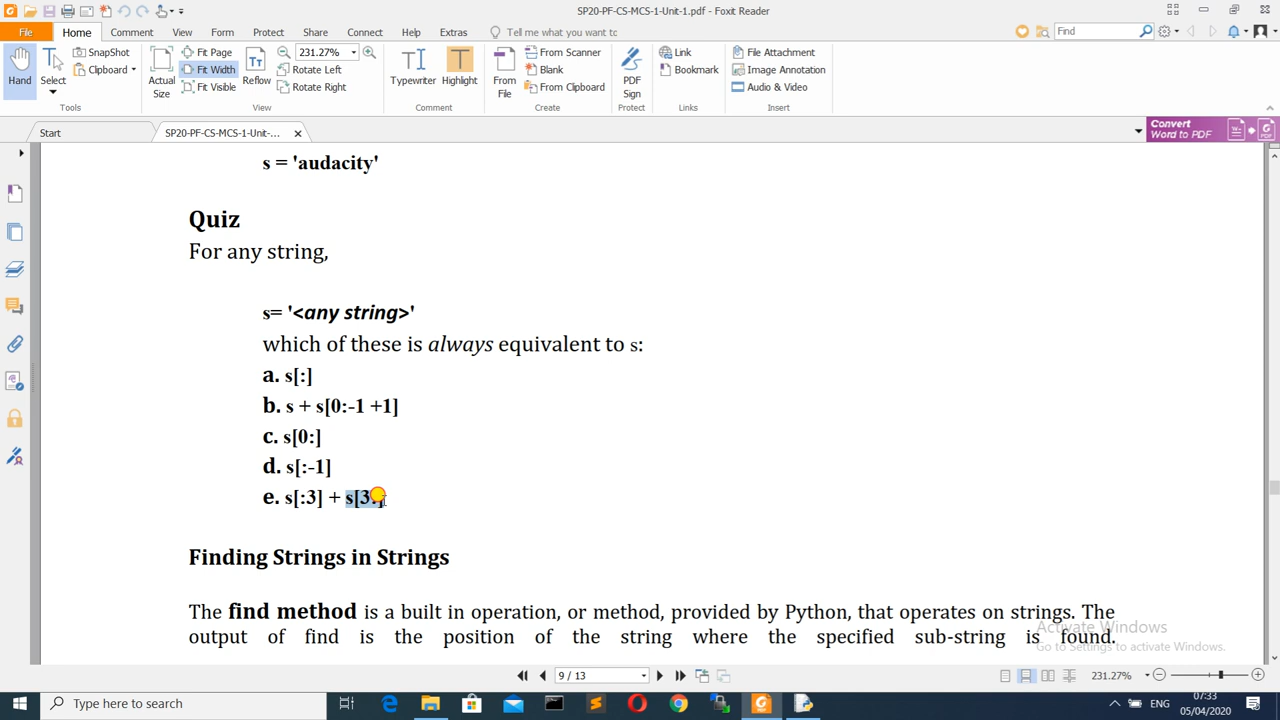 SP20-PF-CS-MCS-1-Unit-1.pdf - Foxit Reader
File Home Comment View Form Protect Share Connect Help Extras Tell me what you want to Find
Hand
Select
SnapShot
Clipboard
Actual Size
Fit Page
Fit Width
Fit Visible
Reflow
231.27%
Rotate Left
Rotate Right
Typewriter
Highlight
From File
From Scanner
Blank
From Clipboard
PDF Sign
Link
Bookmark
File Attachment
Image Annotation
Audio & Video
Tools View Comment Create Protect Links Insert
Start SP20-PF-CS-MCS-1-Unit-...
Convert
Word to PDF
s = 'audacity'
Quiz
For any string,
s= '<any string>'
which of these is always equivalent to s:
a. s[:]
b. s + s[0:-1 +1]
c. s[0:]
d. s[:-1]
e. s[:3] + s[3:]
Finding Strings in Strings
The find method is a built in operation, or method, provided by Python, that operates on strings. The
output of find is the position of the string where the specified sub-string is found.
Activate Windows
Go to Settings to activate Windows.
9 / 13
231.27%
Type here to search
ENG
07:33
05/04/2020